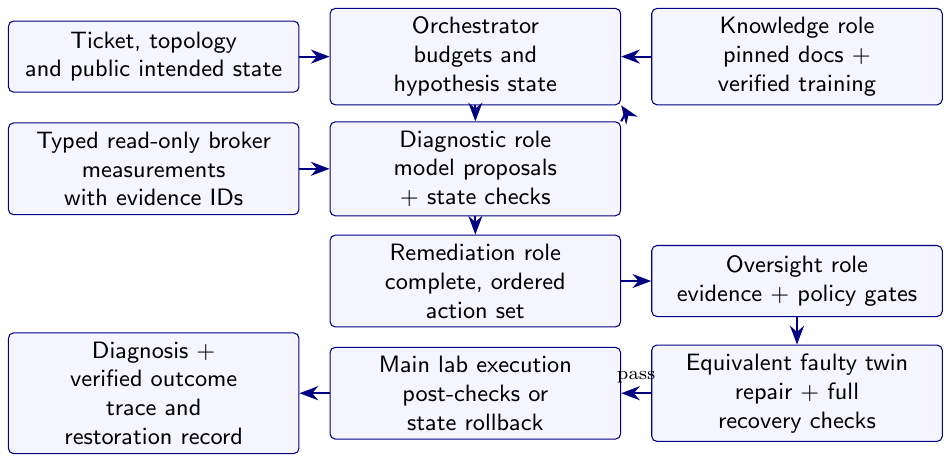 Ticket, topology
and public intended state
Orchestrator
budgets and
hypothesis state
Knowledge role
pinned docs +
verified training
Typed read-only broker
measurements
with evidence IDs
Diagnostic role
model proposals
+ state checks
Remediation role
complete, ordered
action set
Oversight role
evidence + policy gates
Equivalent faulty twin
repair + full
recovery checks
pass
Main lab execution
post-checks or
state rollback
Diagnosis +
verified outcome
trace and
restoration record